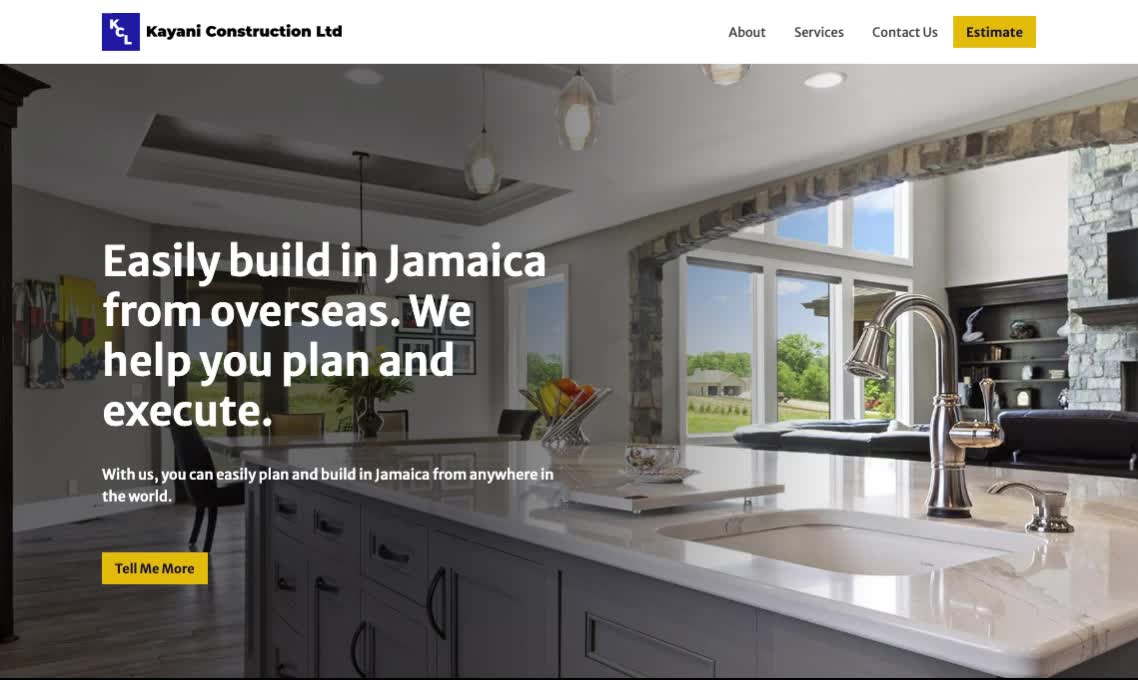 KCL
Kayani Construction Ltd
About
Services
Contact Us
Estimate
Easily build in Jamaica
from overseas. We
help you plan and
execute.
With us, you can easily plan and build in Jamaica from anywhere in
the world.
Tell Me More